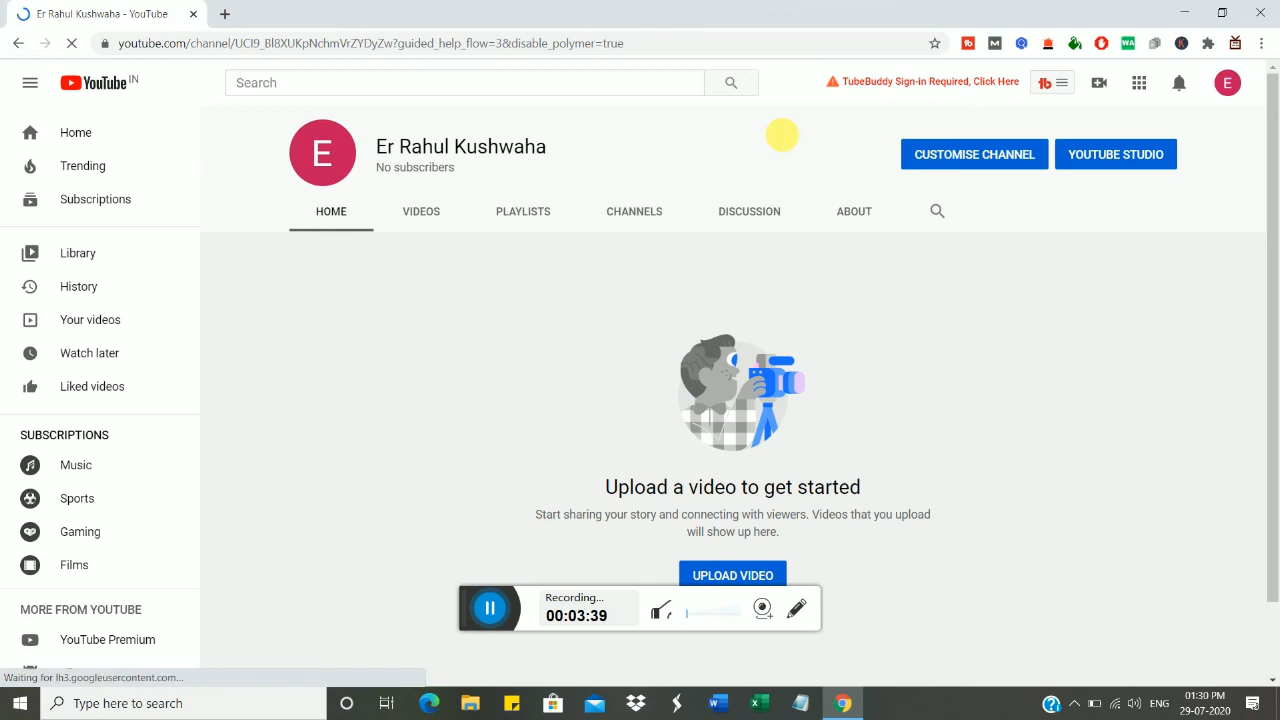 Er Rahul Kushwaha - YouTube
youtube.com/channel/UCI9_BlBXUKpNchmVrZYDyZw?guided_help_flow=3&disable_polymer=true
YouTube IN
Search
TubeBuddy Sign-in Required, Click Here
E
Home
Trending
Subscriptions
Library
History
Your videos
Watch later
Liked videos
SUBSCRIPTIONS
Music
Sports
Gaming
Films
MORE FROM YOUTUBE
YouTube Premium
E
Er Rahul Kushwaha
No subscribers
CUSTOMISE CHANNEL
YOUTUBE STUDIO
HOME VIDEOS PLAYLISTS CHANNELS DISCUSSION ABOUT
Upload a video to get started
Start sharing your story and connecting with viewers. Videos that you upload
will show up here.
UPLOAD VIDEO
Recording...
00:03:39
Waiting for lh3.googleusercontent.com...
Type here to search
ENG
01:30 PM
29-07-2020